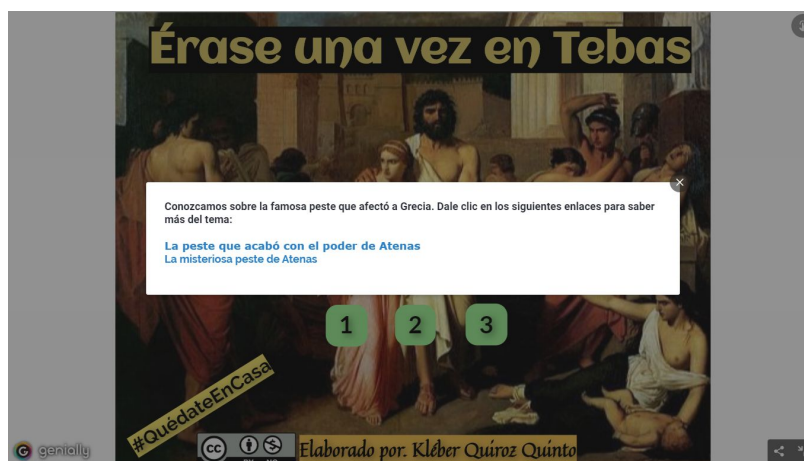 Érase una vez en Tebas
Conozcamos sobre la famosa peste que afectó a Grecia. Dale clic en los siguientes enlaces para saber
más del tema:
La peste que acabó con el poder de Atenas
La misteriosa peste de Atenas
1 2 3
#QuédateEnCasa
cc
Elaborado por. Kléber Quiroz Quinto
genially